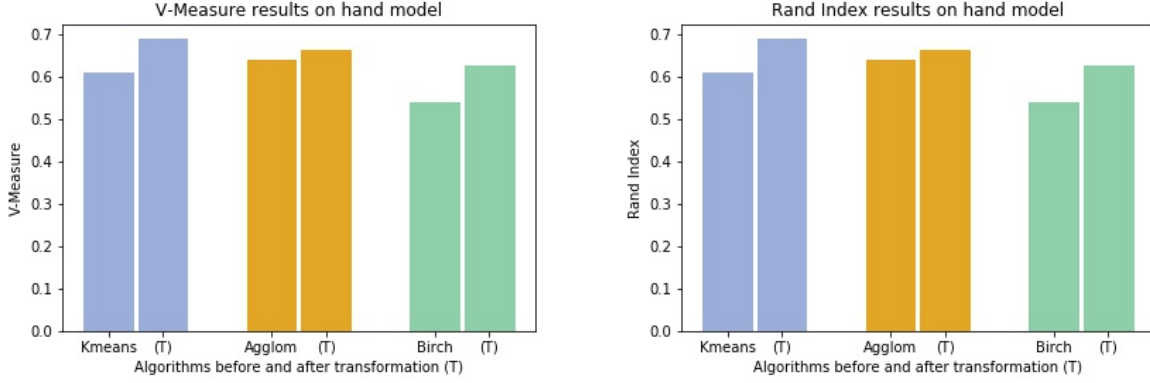 V-Measure results on hand model
V-Measure
0.7
0.6
0.5
0.4
0.3
0.2
0.1
0.0
Kmeans (T) Agglom (T) Birch (T)
Algorithms before and after transformation (T)
Rand Index results on hand model
Rand Index
0.7
0.6
0.5
0.4
0.3
0.2
0.1
0.0
Kmeans (T) Agglom (T) Birch (T)
Algorithms before and after transformation (T)